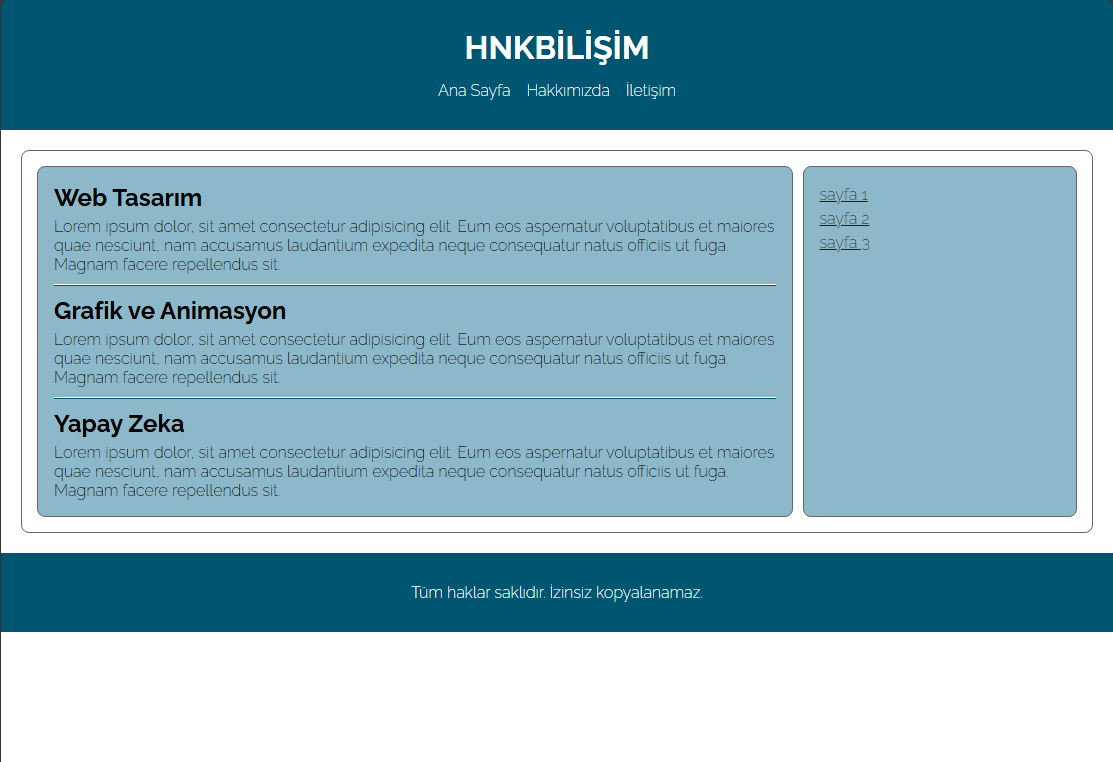 HNKBİLİŞİM
Ana Sayfa Hakkımızda İletişim
Web Tasarım
Lorem ipsum dolor, sit amet consectetur adipisicing elit. Eum eos aspernatur voluptatibus et maiores
quae nesciunt, nam accusamus laudantium expedita neque consequatur natus officiis ut fuga.
Magnam facere repellendus sit.
Grafik ve Animasyon
Lorem ipsum dolor, sit amet consectetur adipisicing elit. Eum eos aspernatur voluptatibus et maiores
quae nesciunt, nam accusamus laudantium expedita neque consequatur natus officiis ut fuga.
Magnam facere repellendus sit.
Yapay Zeka
Lorem ipsum dolor, sit amet consectetur adipisicing elit. Eum eos aspernatur voluptatibus et maiores
quae nesciunt, nam accusamus laudantium expedita neque consequatur natus officiis ut fuga.
Magnam facere repellendus sit.
sayfa 1
sayfa 2
sayfa 3
Tüm haklar saklıdır. İzinsiz kopyalanamaz.